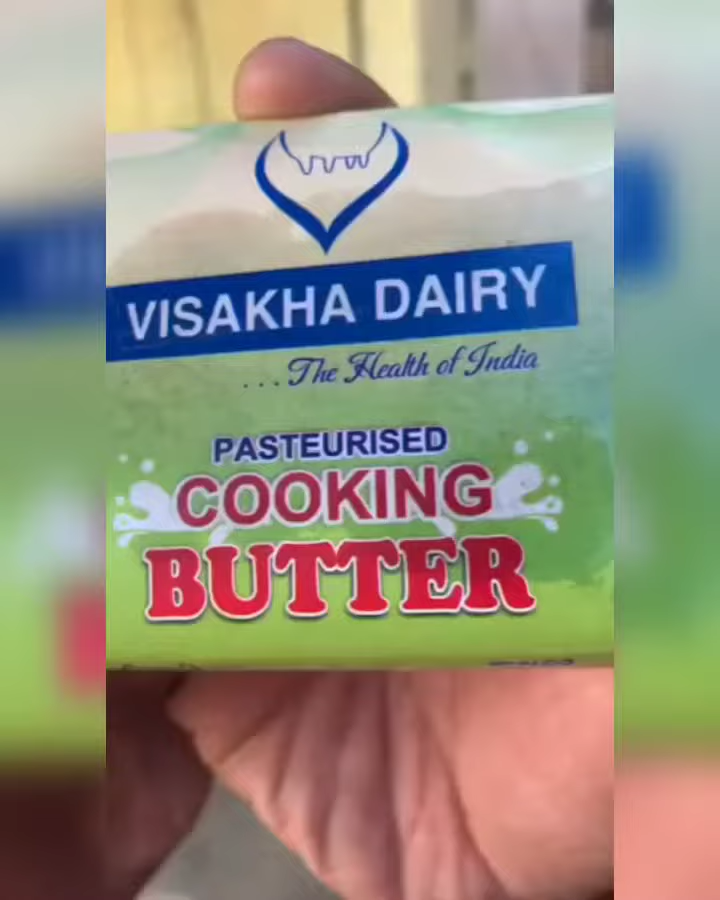 VISAKHA DAIRY
...The Health of India
PASTEURISED
COOKING
BUTTER